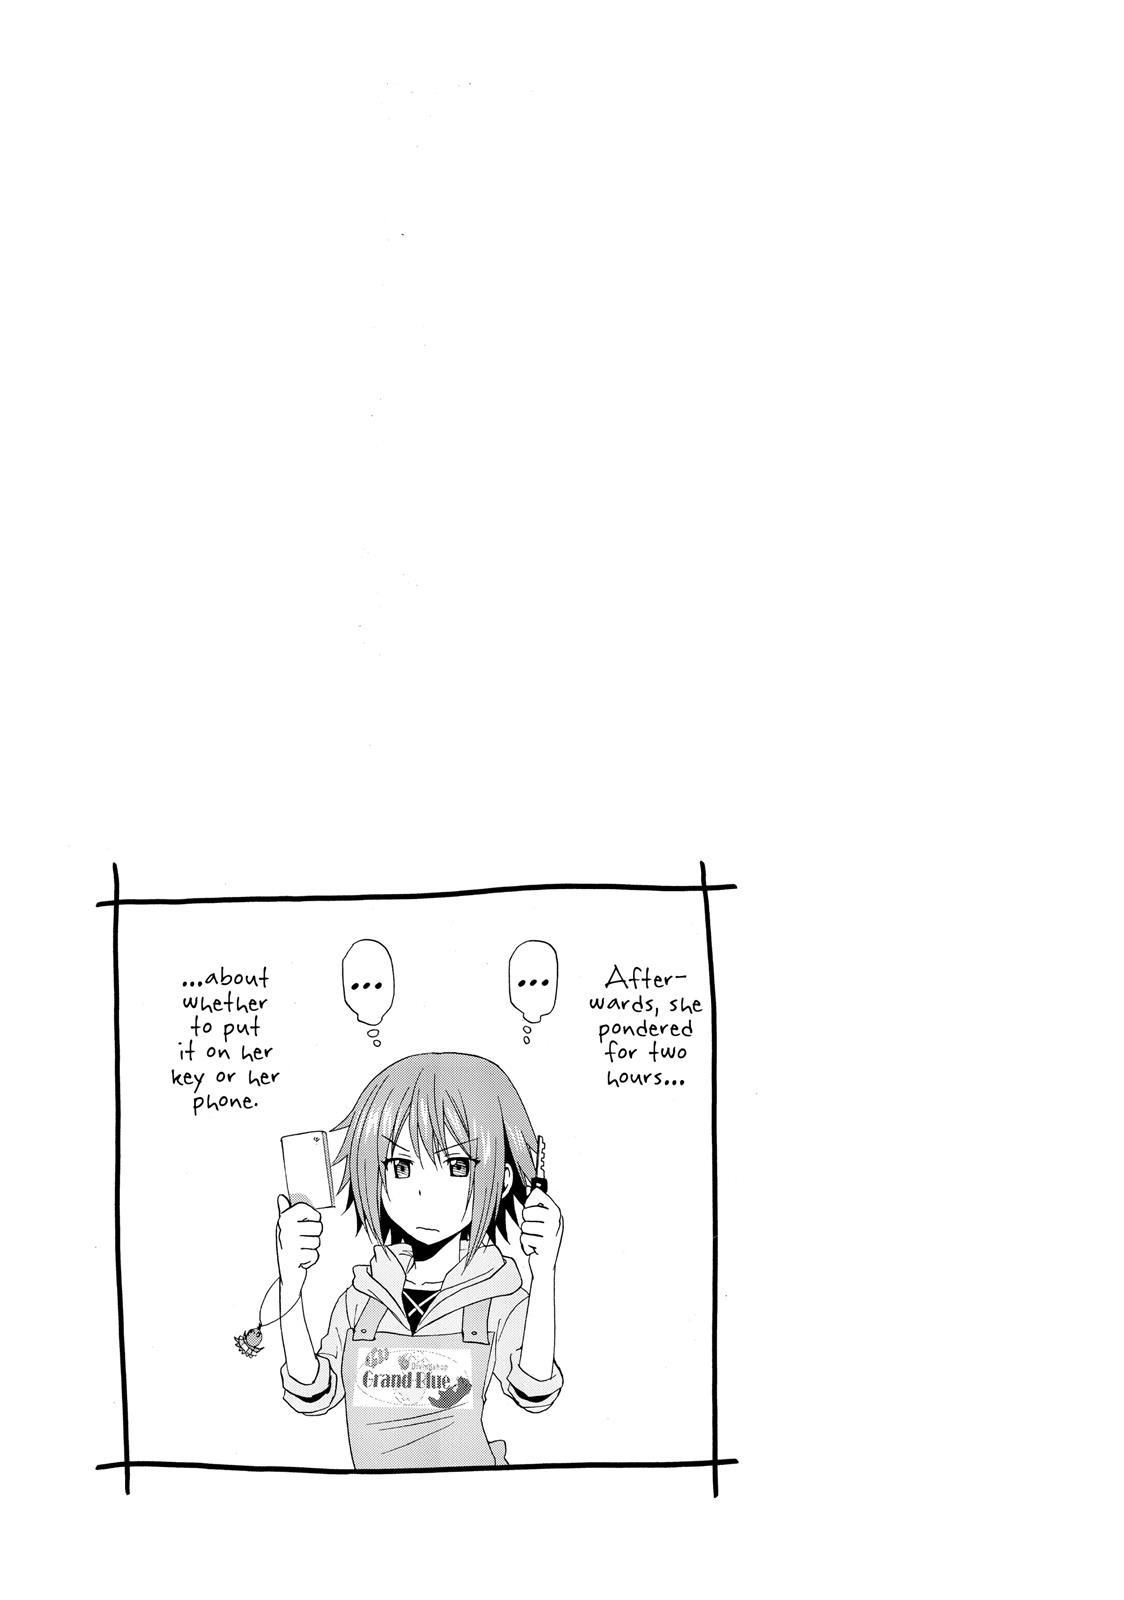 After-
wards, she
pondered
for two
hours...
...about
whether
to put
it on her
key or her
phone.
...
...
Divingshop
Grand Blue